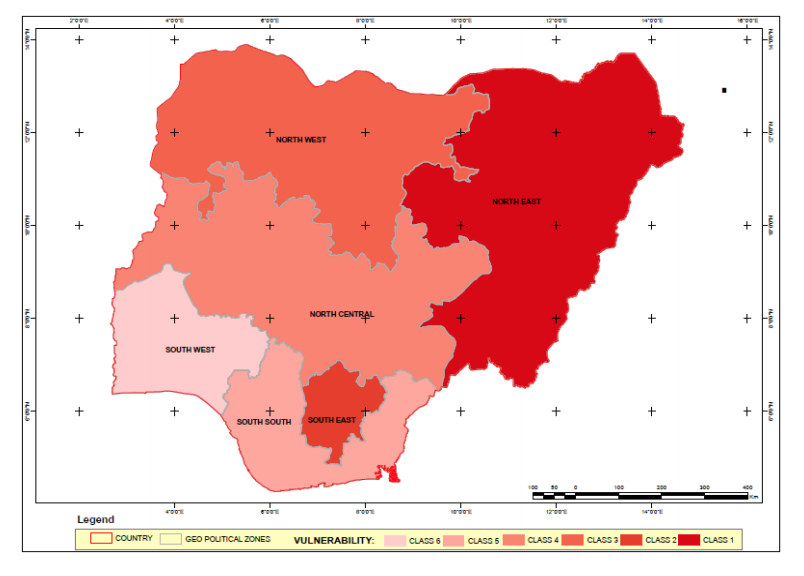 2°0'0"E 4°0'0"E 6°0'0"E 8°0'0"E 10°0'0"E 12°0'0"E 14°0'0"E 16°0'0"E
14°0'0"N 14°0'0"N
12°0'0"N 12°0'0"N
NORTH WEST
NORTH EAST
10°0'0"N 10°0'0"N
NORTH CENTRAL
8°0'0"N 8°0'0"N
SOUTH WEST
6°0'0"N 6°0'0"N
SOUTH SOUTH SOUTH EAST
100 50 0 100 200 300 400
Km
4°0'0"E 6°0'0"E 8°0'0"E 10°0'0"E 12°0'0"E 14°0'0"E
Legend
COUNTRY GEO POLITICAL ZONES VULNERABILITY: CLASS 6 CLASS 5 CLASS 4 CLASS 3 CLASS 2 CLASS 1